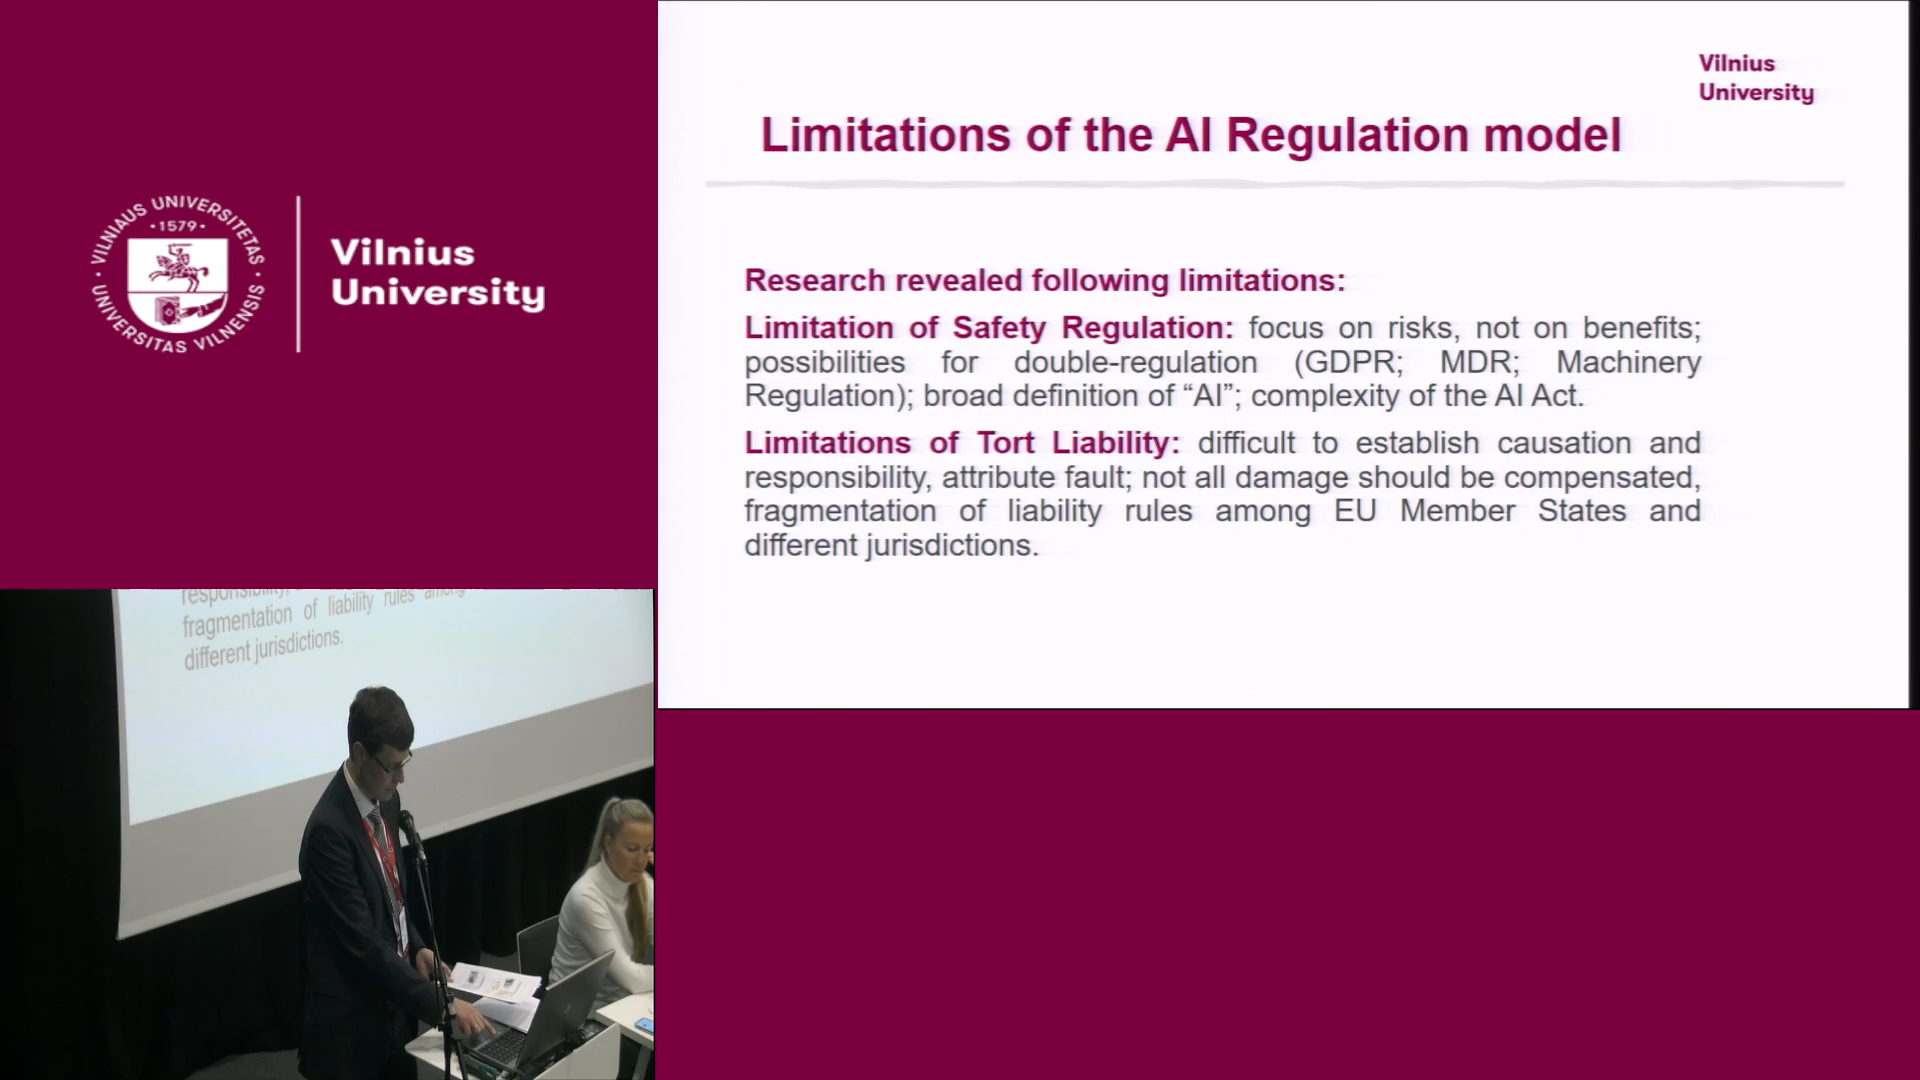 VILNIAUS UNIVERSITETAS
1579
UNIVERSITAS VILNENSIS
Vilnius
University
Vilnius
University
Limitations of the AI Regulation model
Research revealed following limitations:
Limitation of Safety Regulation: focus on risks, not on benefits;
possibilities for double-regulation (GDPR; MDR; Machinery
Regulation); broad definition of “AI”; complexity of the AI Act.
Limitations of Tort Liability: difficult to establish causation and
responsibility, attribute fault; not all damage should be compensated,
fragmentation of liability rules among EU Member States and
different jurisdictions.
responsibility,
fragmentation of liability rules among
different jurisdictions.